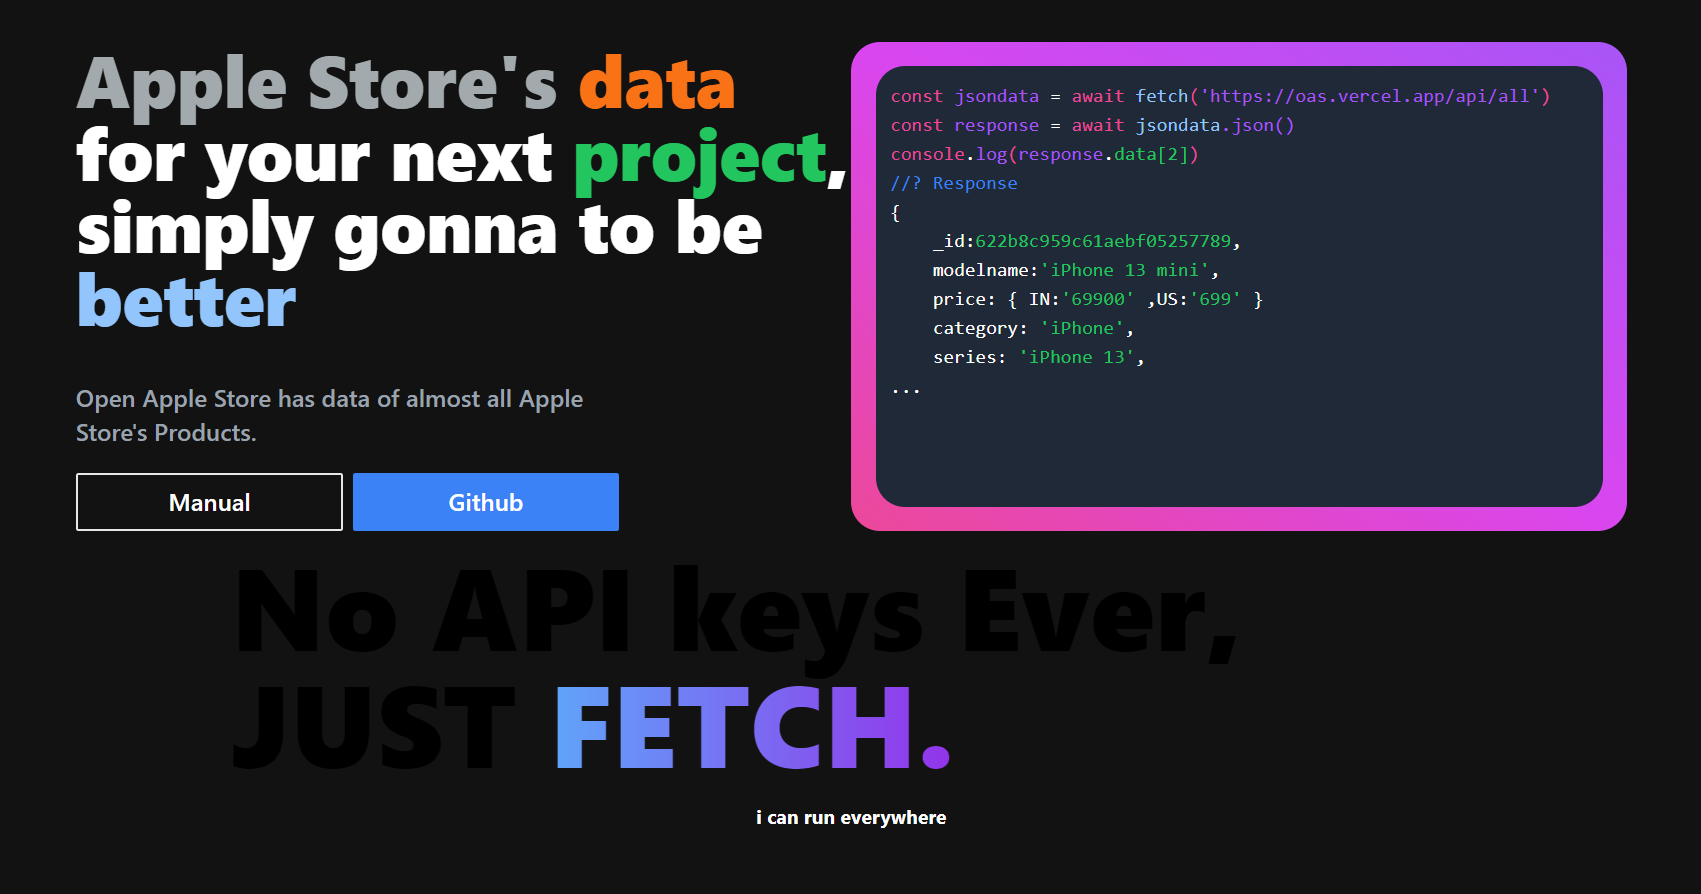 Apple Store's data
for your next project,
simply gonna to be
better
Open Apple Store has data of almost all Apple
Store's Products.
Manual
Github
const jsondata = await fetch('https://oas.vercel.app/api/all')
const response = await jsondata.json()
console.log(response.data[2])
//? Response
{
_id:622b8c959c61aebf05257789,
modelname:'iPhone 13 mini',
price: { IN:'69900' ,US:'699' }
category: 'iPhone',
series: 'iPhone 13',
...
No API keys Ever,
JUST FETCH.
i can run everywhere